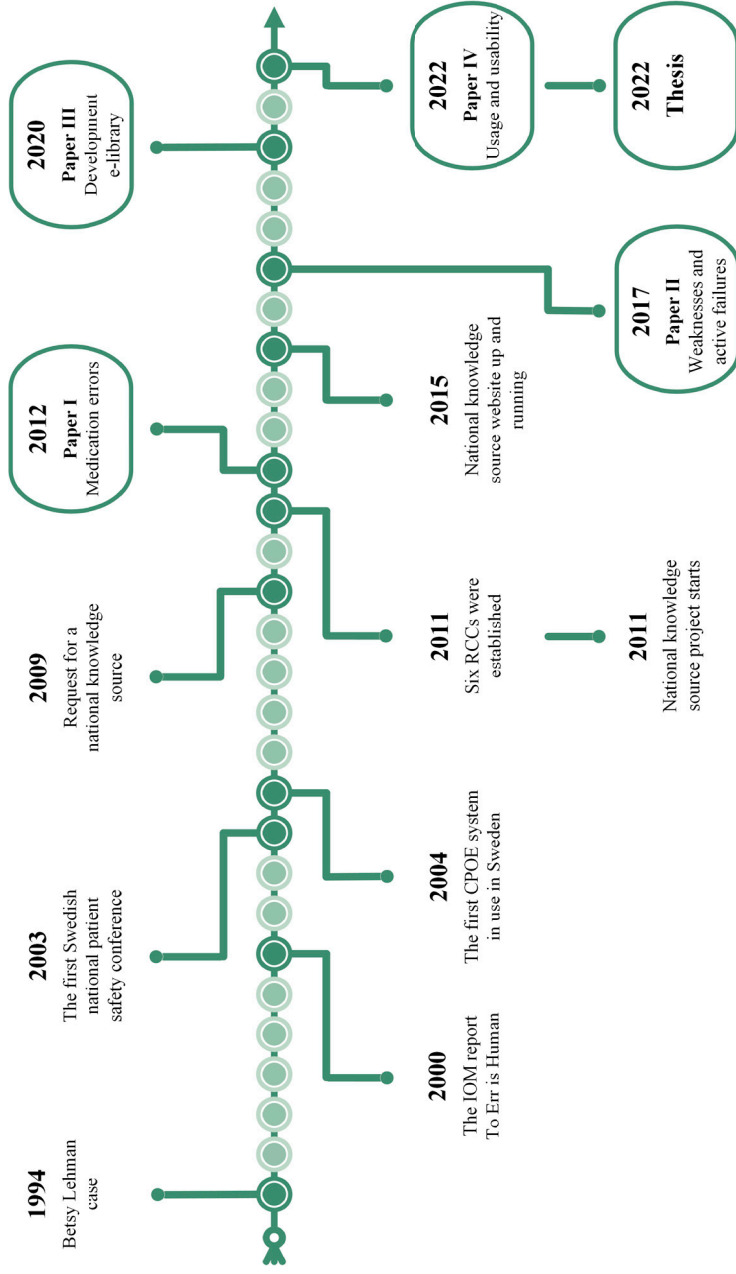 1994
Betsy Lehman
case
2003
The first Swedish
national patient
safety conference
2009
Request for a
national knowledge
source
2012
Paper I
Medication errors
2020
Paper III
Development
e-library
2000
The IOM report
To Err is Human
2004
The first CPOE system
in use in Sweden
2011
Six RCCs were
established
2011
National knowledge
source project starts
2015
National knowledge
source website up and
running
2017
Paper II
Weaknesses and
active failures
2022
Paper IV
Usage and usability
2022
Thesis